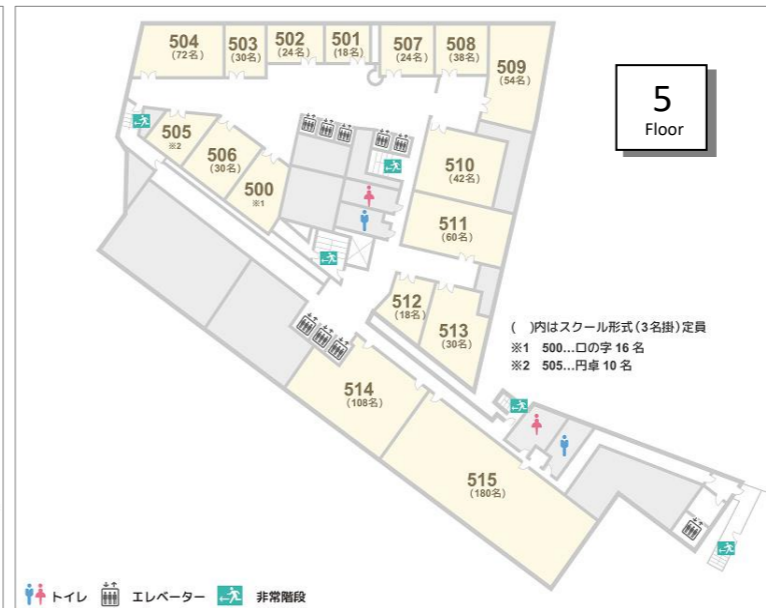 504
(72名)
503
(30名)
502
(24名)
501
(18名)
507
(24名)
508
(38名)
509
(54名)
5
Floor
505
※2
506
(30名)
500
※1
510
(42名)
511
(60名)
512
(18名)
513
(30名)
( )内はスクール形式(3名掛)定員
※1 500…ロの字 16 名
※2 505…円卓 10 名
514
(108名)
515
(180名)
トイレ エレベーター 非常階段